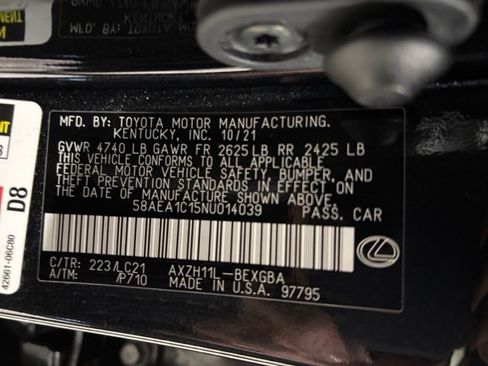 MFD. BY: TOYOTA MOTOR MANUFACTURING.
KENTUCKY, INC. 10/21
GVWR 4740 LB GAWR FR 2625 LB RR 2425 LB
THIS VEHICLE CONFORMS TO ALL APPLICABLE
FEDERAL MOTOR VEHICLE SAFETY, BUMPER, AND
THEFT PREVENTION STANDARDS IN EFFECT ON
THE DATE OF MANUFACTURE SHOWN ABOVE.
58AEA1C15NU014039 PASS. CAR
C/TR: 223/LC21 AXZH11L-BEXGBA
A/TM: /P710 MADE IN U.S.A. 97795
D8
42661-06CB0